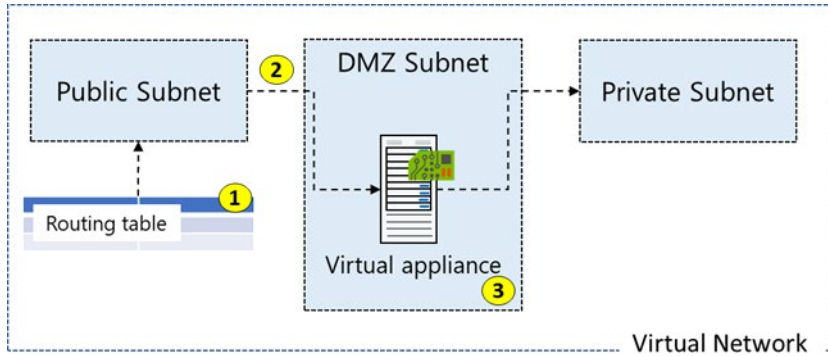 Public Subnet
2
DMZ Subnet
Private Subnet
1
Routing table
Virtual appliance
3
Virtual Network